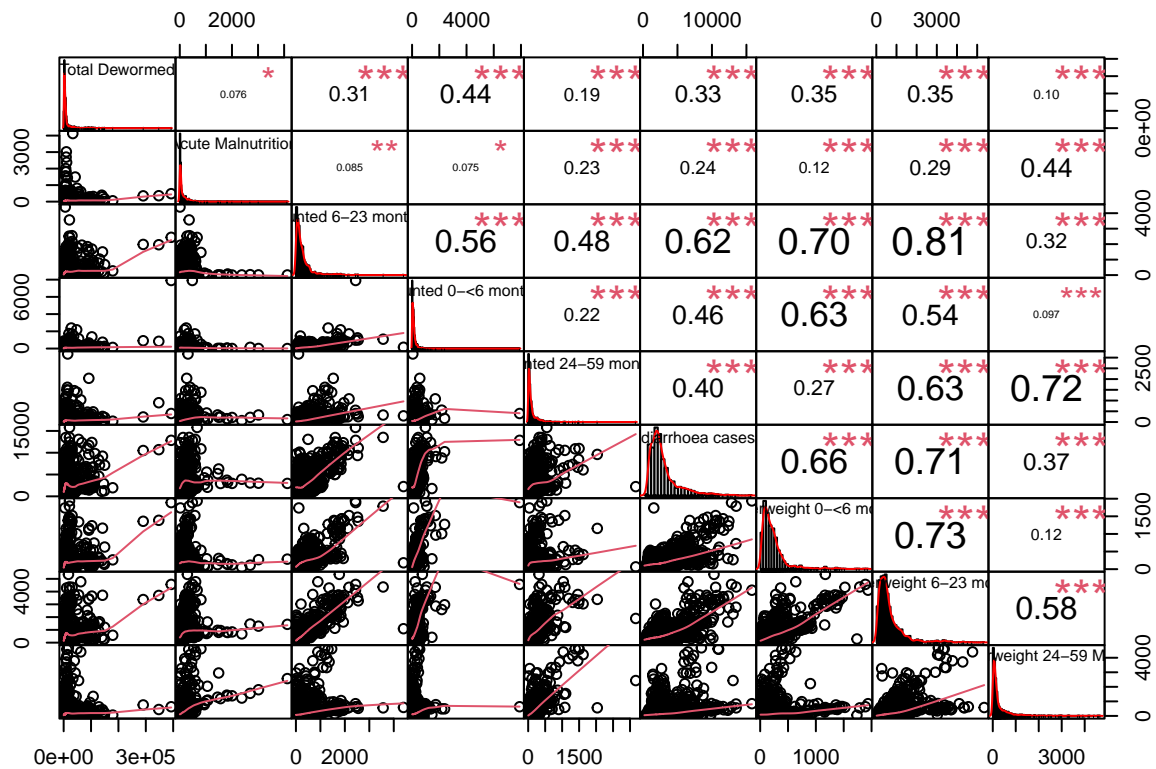 0 2000 0 4000 0 10000 0 3000
Total Dewormed * 0.076 *** 0.31 *** 0.44 *** 0.19 *** 0.33 *** 0.35 *** 0.35 *** 0.10 0e+00
3000 0 cute Malnutrition ** 0.085 * 0.075 *** 0.23 *** 0.24 *** 0.12 *** 0.29 *** 0.44
nted 6–23 mont *** 0.56 *** 0.48 *** 0.62 *** 0.70 *** 0.81 *** 0.32 4000 0
6000 0 nted 0–<6 mont *** 0.22 *** 0.46 *** 0.63 *** 0.54 *** 0.097
nted 24–59 mon *** 0.40 *** 0.27 *** 0.63 *** 0.72 2500 0
15000 0 diarrhoea cases *** 0.66 *** 0.71 *** 0.37
rweight 0–<6 mo *** 0.73 *** 0.12 1500 0
4000 0 rweight 6–23 mo *** 0.58
weight 24–59 M 4000 0
0e+00 3e+05 0 2000 0 1500 0 1000 0 3000